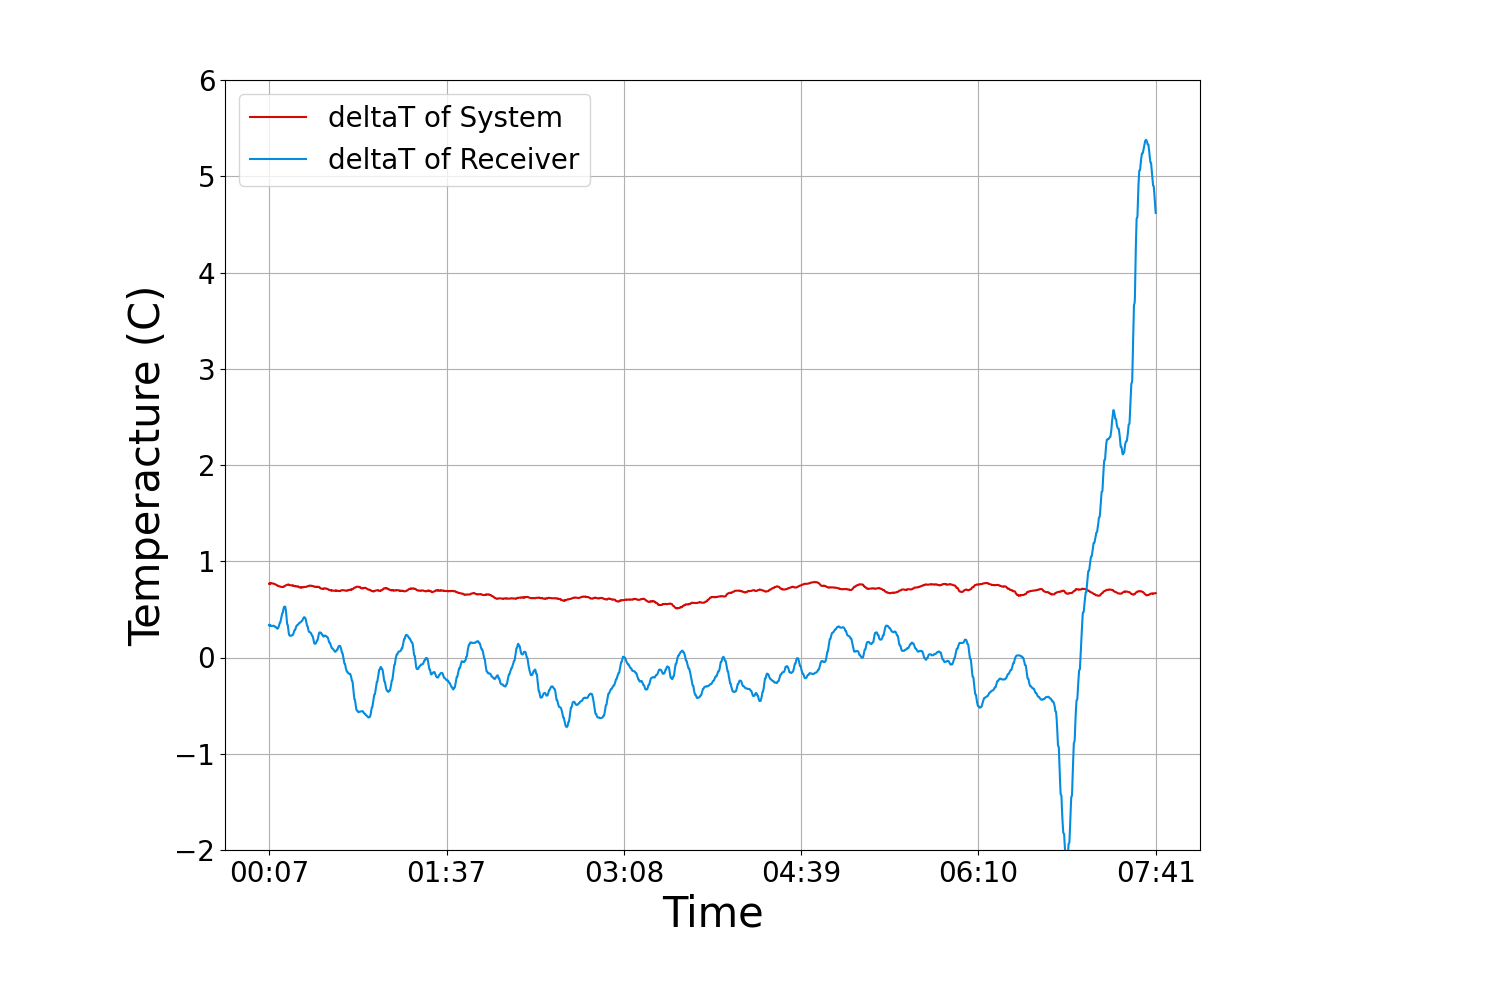 deltaT of System
deltaT of Receiver
Temperacture (C)
6
5
4
3
2
1
0
−1
−2
00:07 01:37 03:08 04:39 06:10 07:41
Time